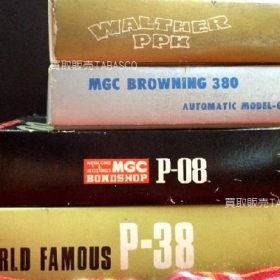 WALTHER
PPK
買取販売TABASCO
MGC BROWNING 380
AUTOMATIC MODEL-
MGC
BONDSHOP
P-08
買取販売TABASCO
RLD FAMOUS P-38